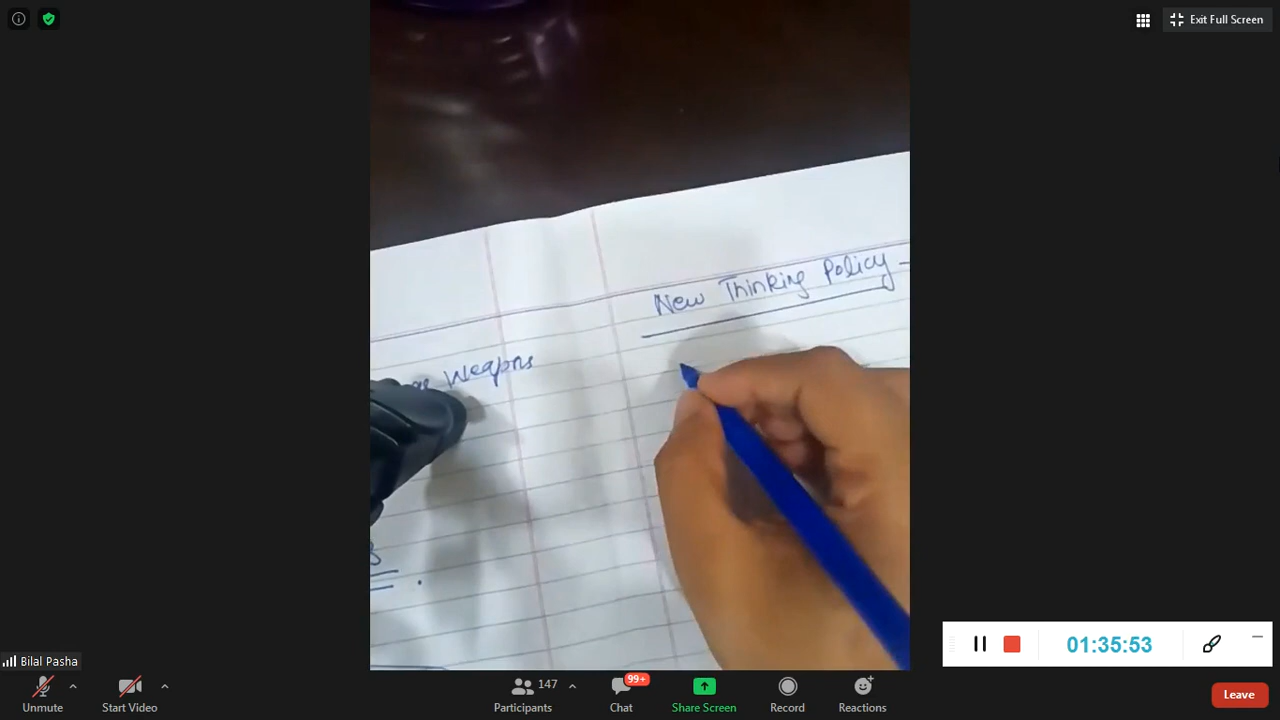 Exit Full Screen
New Thinking Policy -
Weapons
01:35:53
Bilal Pasha
Unmute
Start Video
147
Participants
99+
Chat
Share Screen
Record
Reactions
Leave